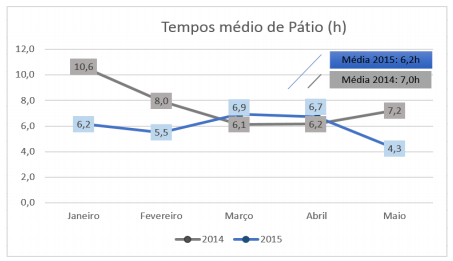 Tempos médio de Pátio (h)
12,0
10,0
8,0
6,0
4,0
2,0
0,0
Média 2015: 6,2h
Média 2014: 7,0h
10,6
8,0
6,1
6,2
7,2
6,2
5,5
6,9
6,7
4,3
Janeiro
Fevereiro
Março
Abril
Maio
2014
2015